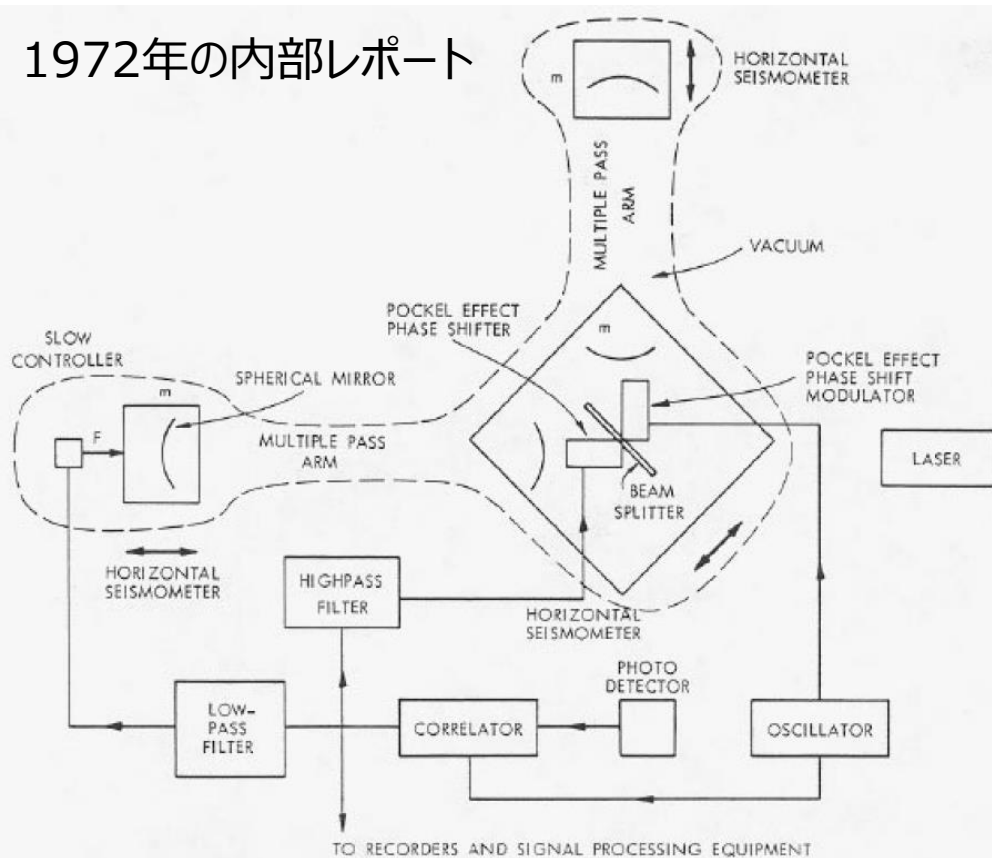 1972年の内部レポート
m
HORIZONTAL
SEISMOMETER
MULTIPLE PASS
ARM
VACUUM
POCKEL EFFECT
PHASE SHIFTER
m
SLOW
CONTROLLER
SPHERICAL MIRROR
m
POCKEL EFFECT
PHASE SHIFT
MODULATOR
F
MULTIPLE PASS
ARM
LASER
BEAM
SPLITTER
HORIZONTAL
SEISMOMETER
HIGHPASS
FILTER
HORIZONTAL
SEISMOMETER
PHOTO
DETECTOR
LOW-
PASS
FILTER
CORRELATOR
OSCILLATOR
TO RECORDERS AND SIGNAL PROCESSING EQUIPMENT